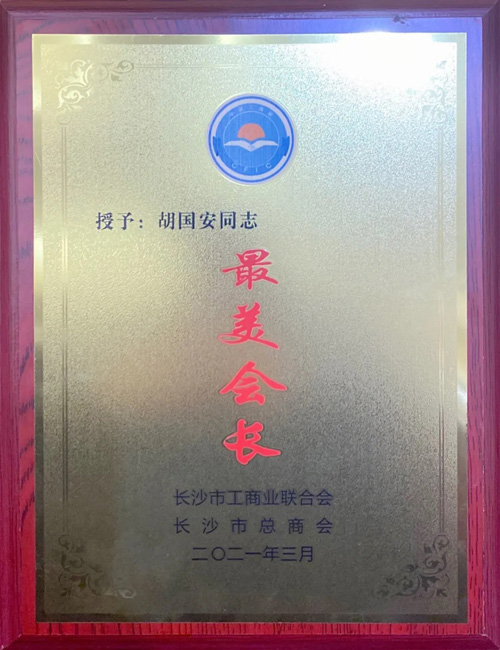 CFIC
授予：胡国安同志
最美会长
长沙市工商业联合会
长沙市总商会
二〇二一年三月